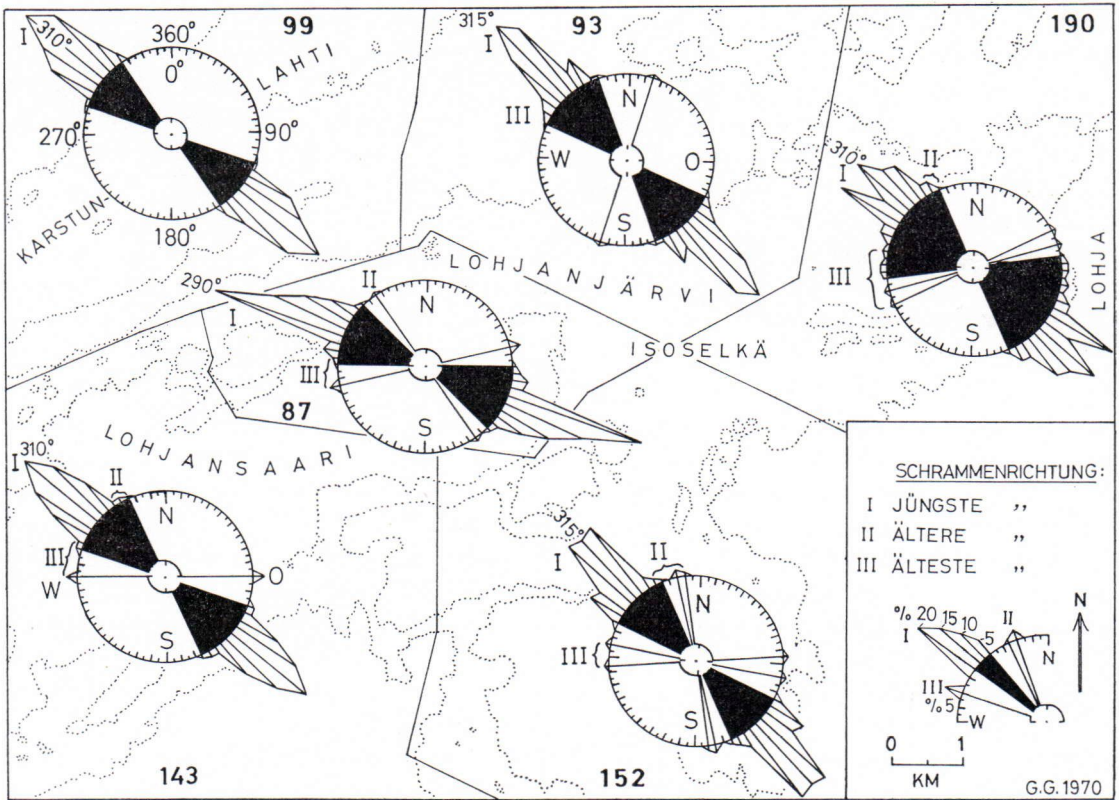 99
I
310°
360°
0°
270°
90°
180°
KARSTUN-
LAHTI
93
315°
I
III
N
W
O
S
190
310°
I
II
III
N
S
LOHJA
LOHJANJÄRVI
ISOSELKÄ
290°
I
II
III
N
S
87
LOHJANSAARI
I
310°
II
III
N
W
O
S
143
315°
I
II
III
N
S
152
SCHRAMMENRICHTUNG:
I JÜNGSTE „
II ÄLTERE „
III ÄLTESTE „
% 20 15 10 5
I
II
III
% 5
N
W
N
0 1
KM
G.G.1970